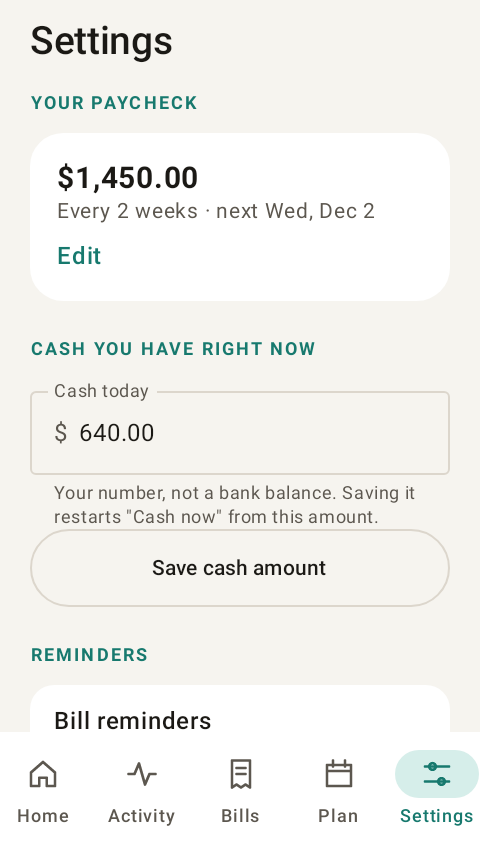 Settings
YOUR PAYCHECK
$1,450.00
Every 2 weeks · next Wed, Dec 2
Edit
CASH YOU HAVE RIGHT NOW
Cash today
$ 640.00
Your number, not a bank balance. Saving it
restarts "Cash now" from this amount.
Save cash amount
REMINDERS
Bill reminders
Home Activity Bills Plan Settings